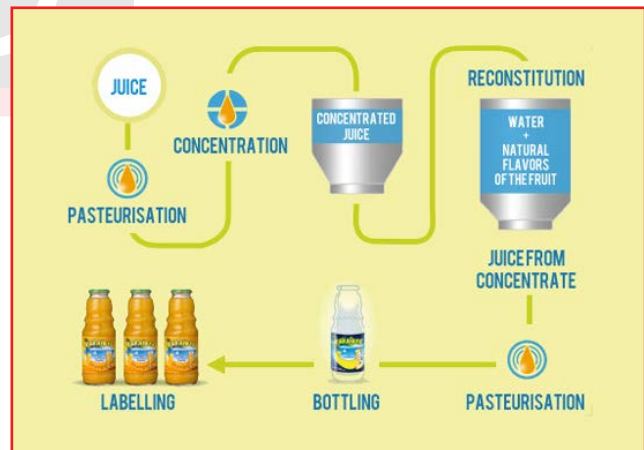 JUICE
PASTEURISATION
CONCENTRATION
CONCENTRATED
JUICE
RECONSTITUTION
WATER
+
NATURAL
FLAVORS
OF THE FRUIT
JUICE FROM
CONCENTRATE
PASTEURISATION
BOTTLING
LABELLING